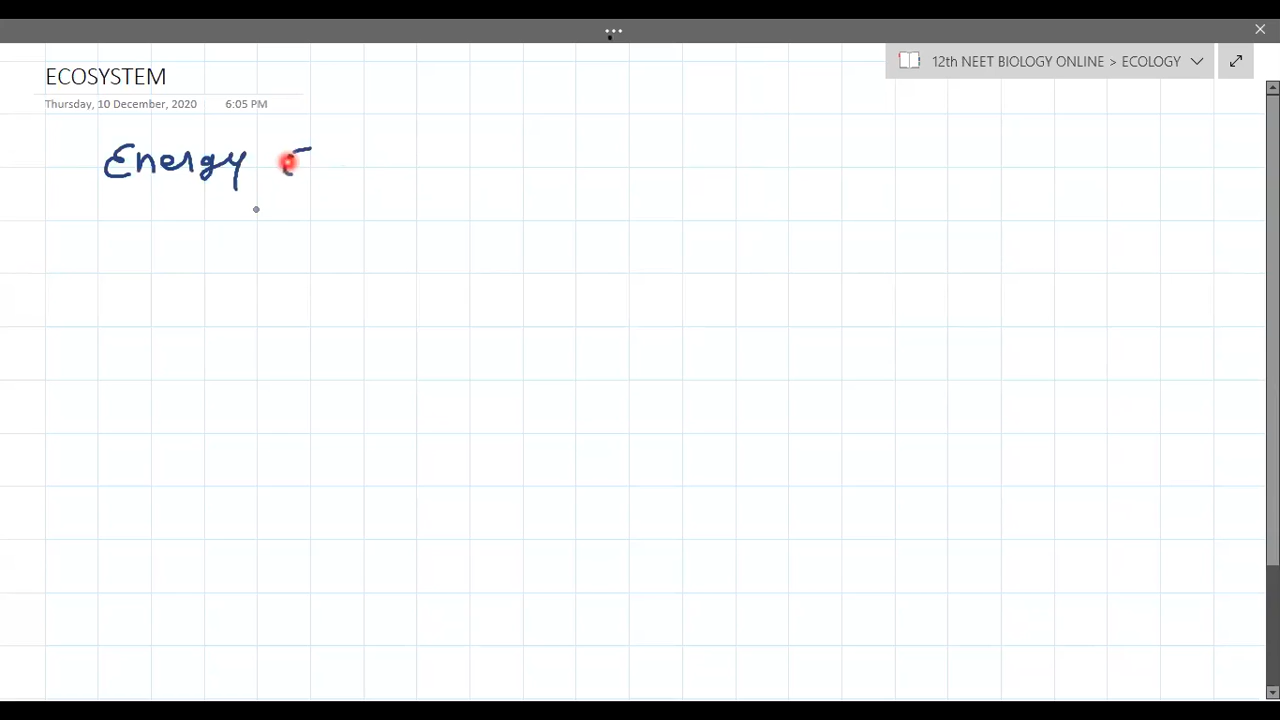 12th NEET BIOLOGY ONLINE > ECOLOGY
ECOSYSTEM
Thursday, 10 December, 2020 6:05 PM
Energy